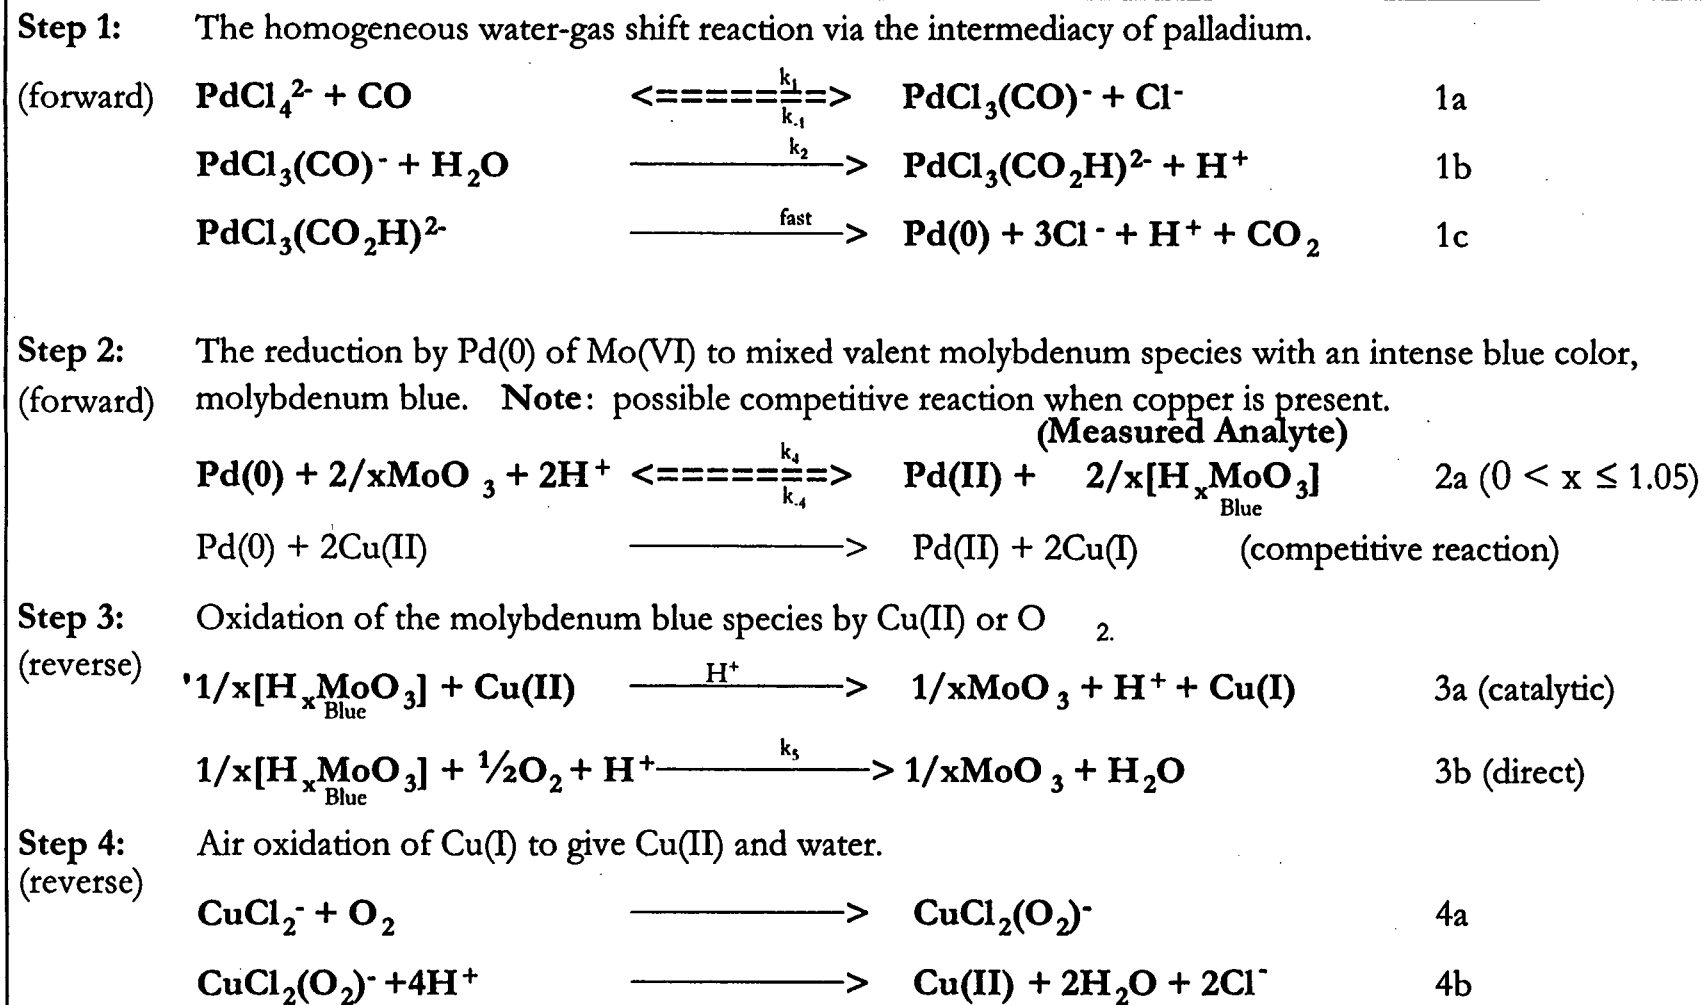 Step 1: The homogeneous water-gas shift reaction via the intermediacy of palladium.
(forward) PdCl₄²⁻ + CO <======> k₁ k₋₁ PdCl₃(CO)⁻ + Cl⁻ 1a
PdCl₃(CO)⁻ + H₂O ———k₂———> PdCl₃(CO₂H)²⁻ + H⁺ 1b
PdCl₃(CO₂H)²⁻ ———fast———> Pd(0) + 3Cl⁻ + H⁺ + CO₂ 1c
Step 2: The reduction by Pd(0) of Mo(VI) to mixed valent molybdenum species with an intense blue color,
(forward) molybdenum blue. Note: possible competitive reaction when copper is present.
(Measured Analyte)
Pd(0) + 2/xMoO₃ + 2H⁺ <======> k₄ k₋₄ Pd(II) + 2/x[HₓMoO₃] 2a (0 < x ≤ 1.05)
Blue
Pd(0) + 2Cu(II) ————> Pd(II) + 2Cu(I) (competitive reaction)
Step 3: Oxidation of the molybdenum blue species by Cu(II) or O₂.
(reverse) 1/x[HₓMoO₃] + Cu(II) ———H⁺———> 1/xMoO₃ + H⁺ + Cu(I) 3a (catalytic)
Blue
1/x[HₓMoO₃] + ½O₂ + H⁺ ———k₅———> 1/xMoO₃ + H₂O 3b (direct)
Blue
Step 4: Air oxidation of Cu(I) to give Cu(II) and water.
(reverse)
CuCl₂⁻ + O₂ ————> CuCl₂(O₂)⁻ 4a
CuCl₂(O₂)⁻ +4H⁺ ————> Cu(II) + 2H₂O + 2Cl⁻ 4b